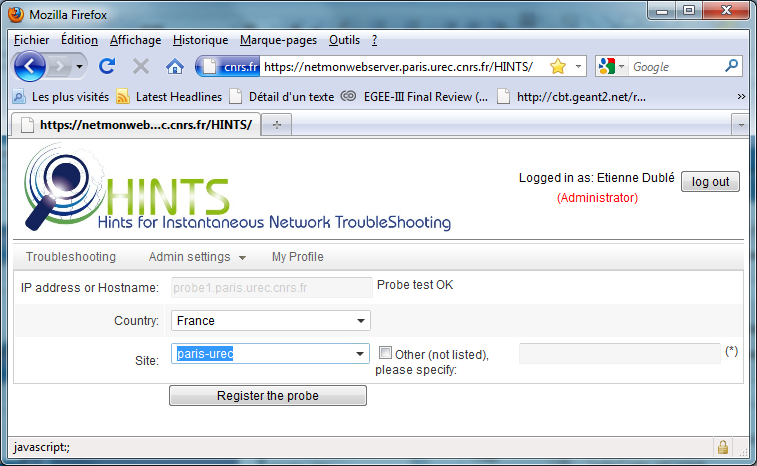 Mozilla Firefox
Fichier Édition Affichage Historique Marque-pages Outils ?
cnrs.fr https://netmonwebserver.paris.urec.cnrs.fr/HINTS/ Google
Les plus visités Latest Headlines Détail d'un texte EGEE-III Final Review (... http://cbt.geant2.net/r... »
https://netmonweb...c.cnrs.fr/HINTS/
HINTS
Hints for Instantaneous Network TroubleShooting
Logged in as: Etienne Dublé log out
(Administrator)
Troubleshooting Admin settings My Profile
IP address or Hostname: probe1.paris.urec.cnrs.fr Probe test OK
Country: France
Site: paris-urec Other (not listed), (*)
please specify:
Register the probe
javascript:;